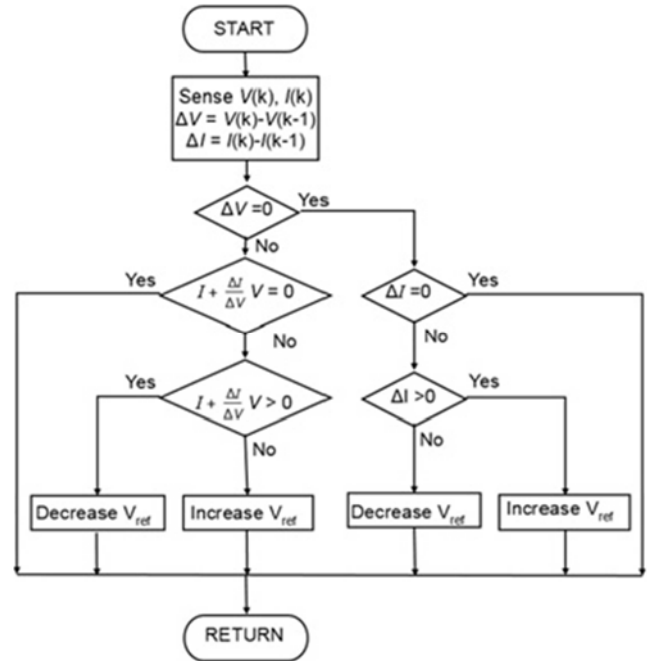 START
Sense V(k), I(k)
ΔV = V(k)-V(k-1)
ΔI = I(k)-I(k-1)
ΔV =0
Yes
No
I + ΔI/ΔV V = 0
Yes
No
ΔI =0
Yes
No
I + ΔI/ΔV V > 0
Yes
No
ΔI >0
Yes
No
Decrease Vref
Increase Vref
Decrease Vref
Increase Vref
RETURN